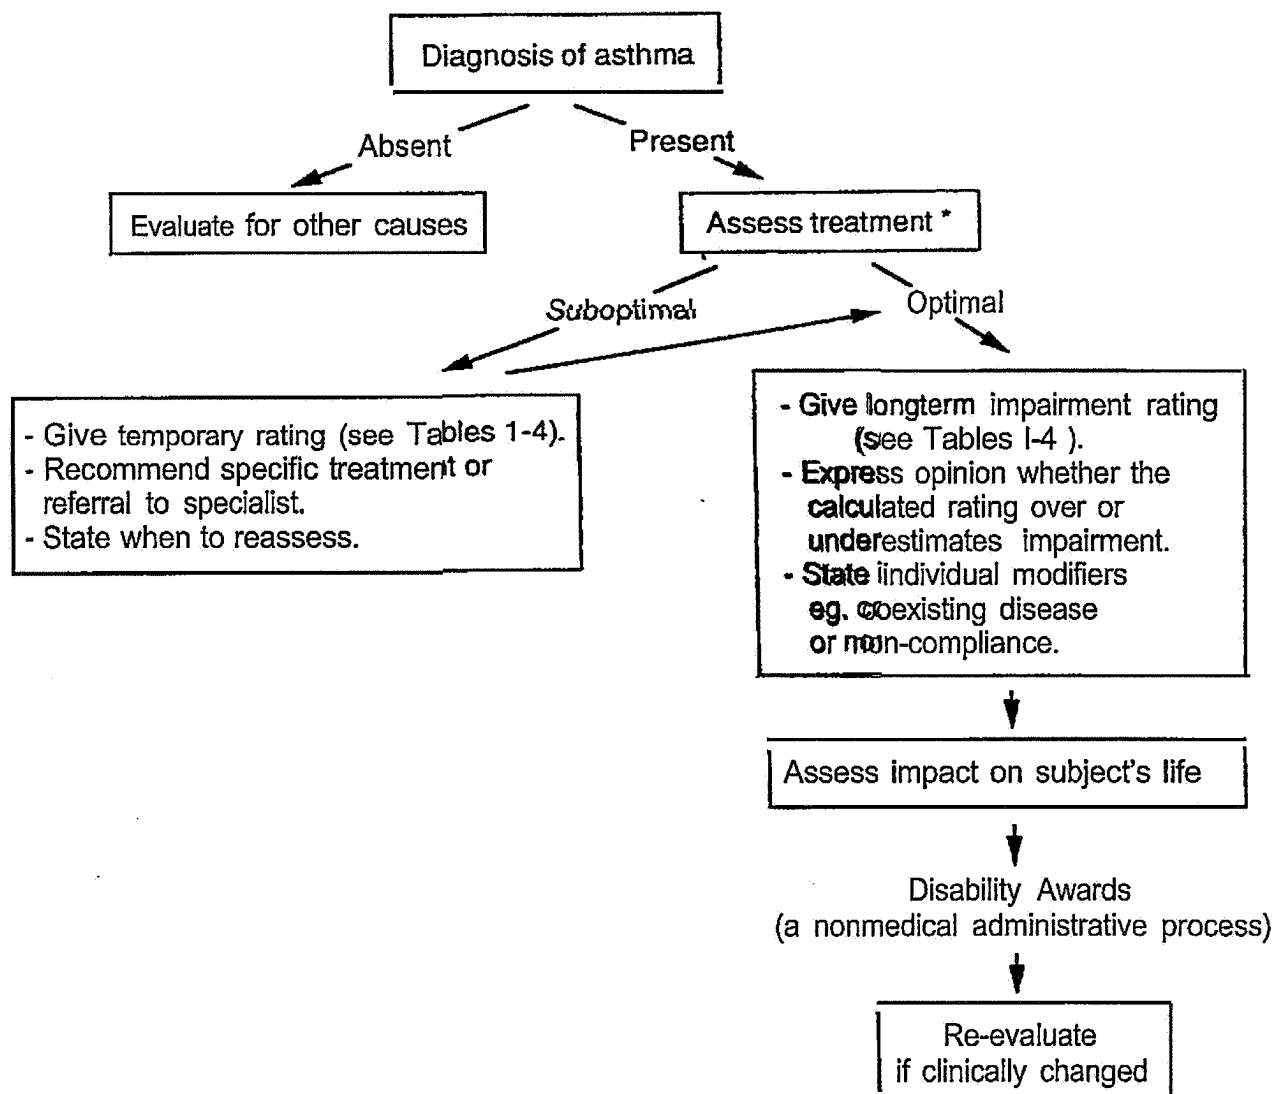 Diagnosis of asthma
Absent
Present
Evaluate for other causes
Assess treatment *
Suboptimal
Optimal
- Give temporary rating (see Tables 1-4).
- Recommend specific treatment or
referral to specialist.
- State when to reassess.
- Give longterm impairment rating
(see Tables I-4 ).
- Express opinion whether the
calculated rating over or
underestimates impairment.
- State individual modifiers
eg. coexisting disease
or non-compliance.
Assess impact on subject's life
Disability Awards
(a nonmedical administrative process)
Re-evaluate
if clinically changed